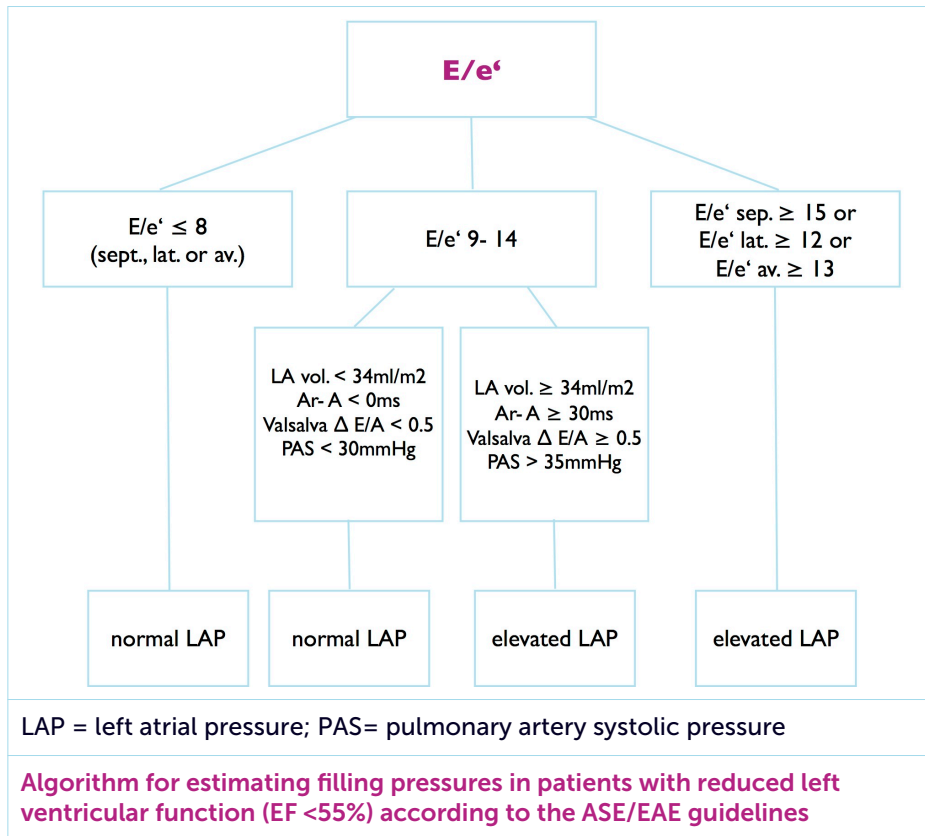 E/e‘
E/e‘ ≤ 8
(sept., lat. or av.)
E/e‘ 9- 14
E/e‘ sep. ≥ 15 or
E/e‘ lat. ≥ 12 or
E/e‘ av. ≥ 13
LA vol. < 34ml/m2
Ar- A < 0ms
Valsalva Δ E/A < 0.5
PAS < 30mmHg
LA vol. ≥ 34ml/m2
Ar- A ≥ 30ms
Valsalva Δ E/A ≥ 0.5
PAS > 35mmHg
normal LAP
normal LAP
elevated LAP
elevated LAP
LAP = left atrial pressure; PAS= pulmonary artery systolic pressure
Algorithm for estimating filling pressures in patients with reduced left
ventricular function (EF <55%) according to the ASE/EAE guidelines